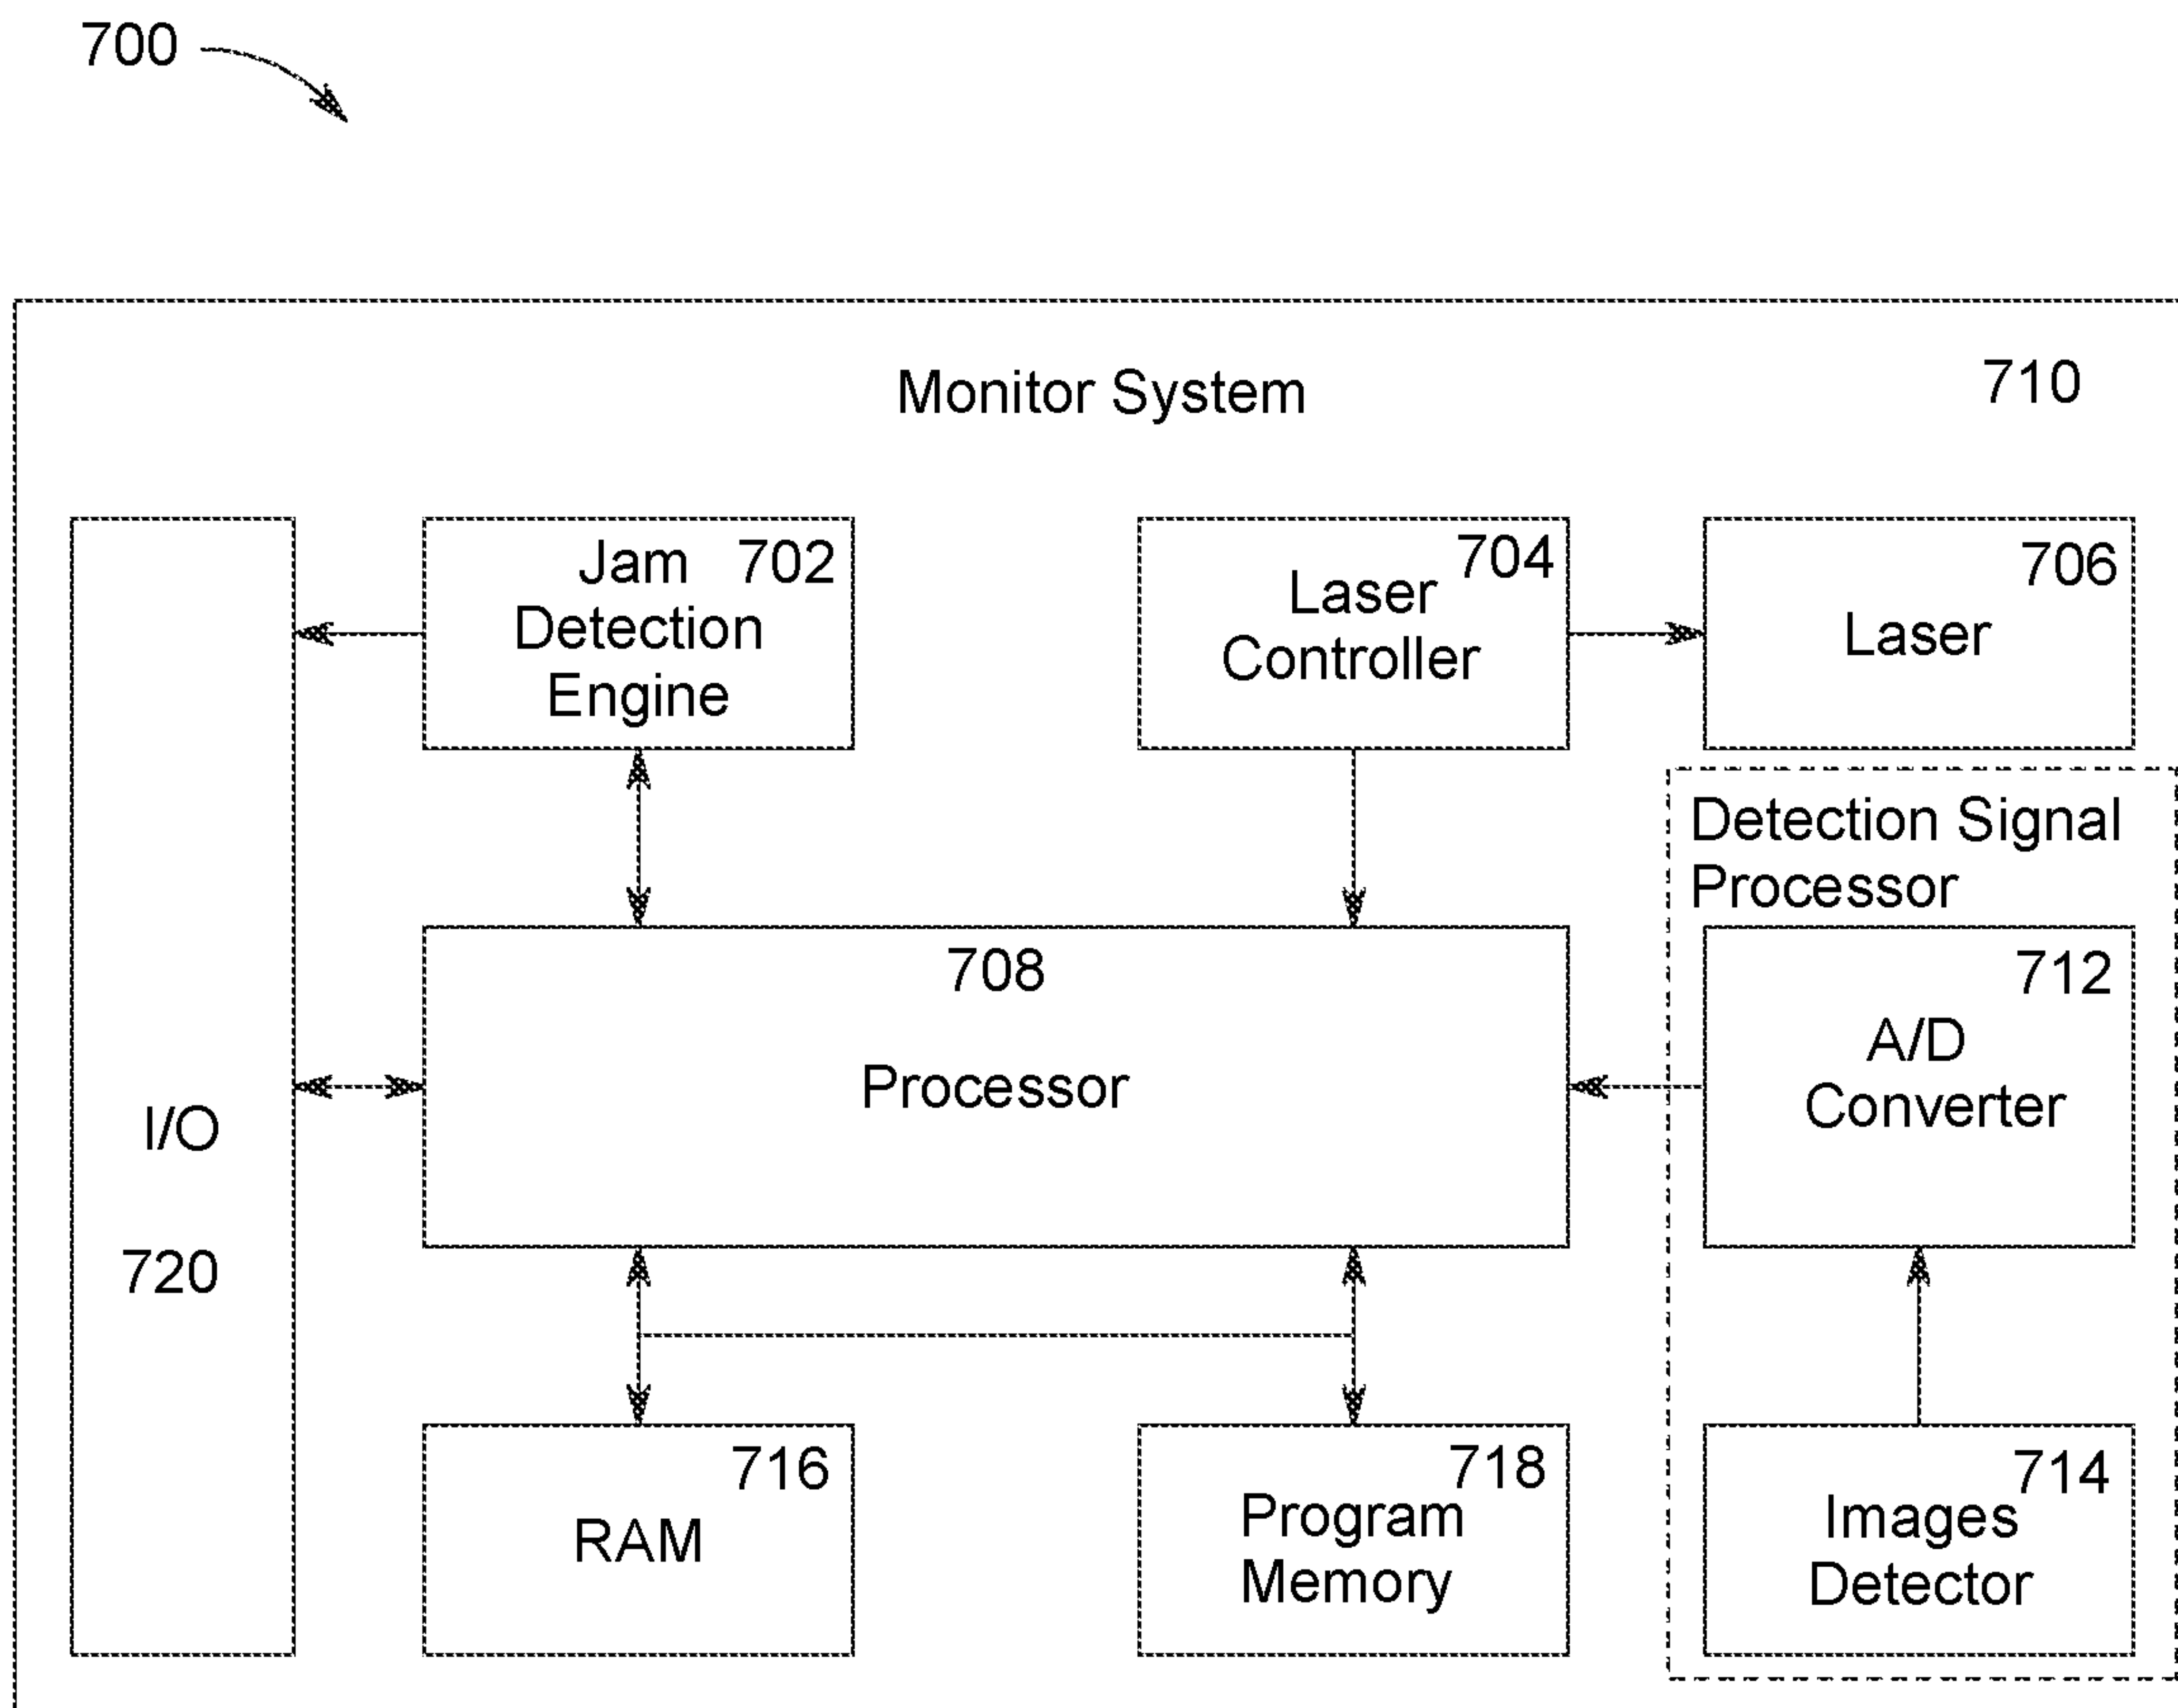 700
Monitor System
710
Jam 702
Detection
Engine
704
Laser
Controller
706
Laser
Detection Signal
Processor
708
Processor
712
A/D
Converter
I/O
720
716
RAM
718
Program
Memory
714
Images
Detector